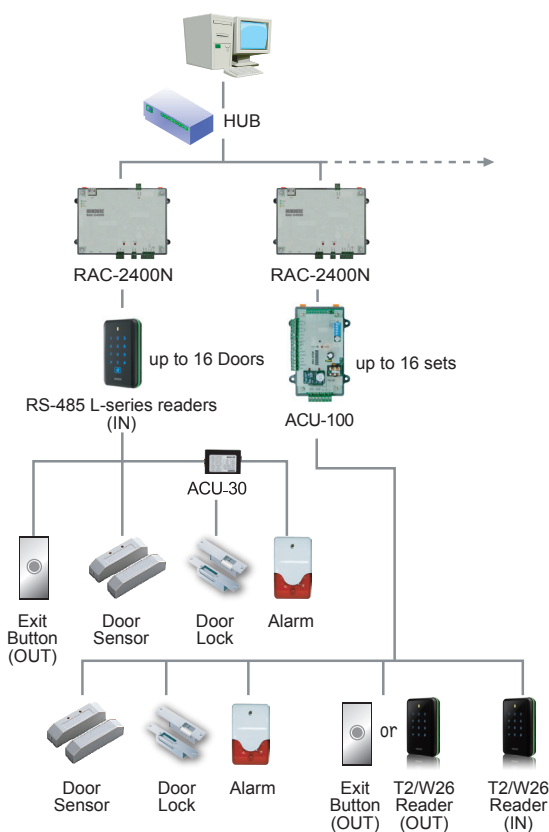 HUB
RAC-2400N
RAC-2400N
up to 16 Doors
up to 16 sets
RS-485 L-series readers
(IN)
ACU-100
ACU-30
Exit
Button
(OUT)
Door
Sensor
Door
Lock
Alarm
or
Door
Sensor
Door
Lock
Alarm
Exit
Button
(OUT)
T2/W26
Reader
(OUT)
T2/W26
Reader
(IN)